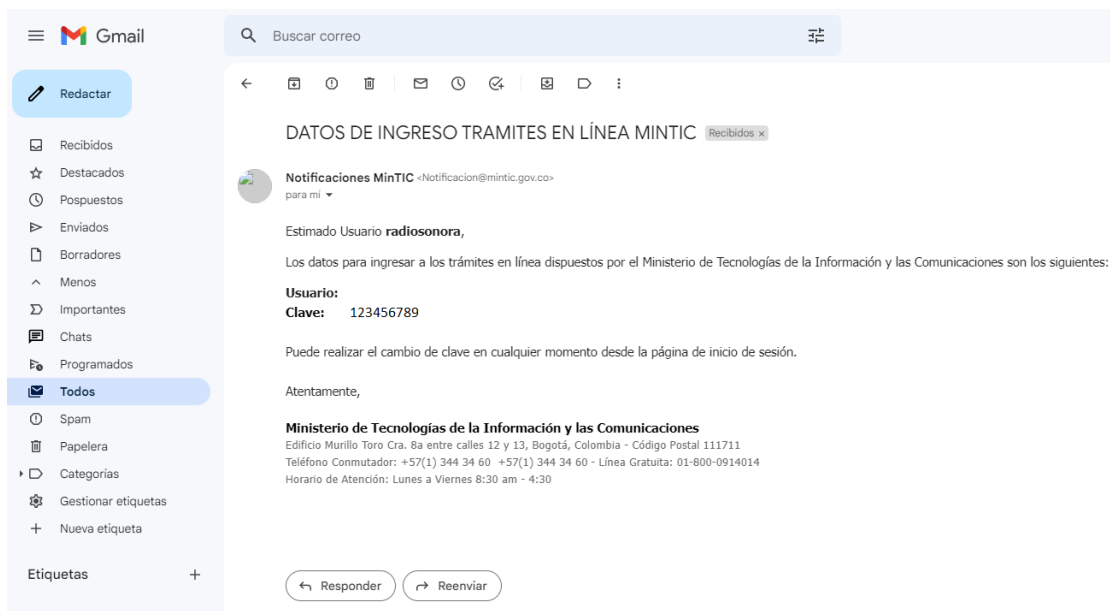 Gmail
Buscar correo
Redactar
Recibidos
Destacados
Pospuestos
Enviados
Borradores
Menos
Importantes
Chats
Programados
Todos
Spam
Papelera
Categorías
Gestionar etiquetas
Nueva etiqueta
Etiquetas
DATOS DE INGRESO TRAMITES EN LÍNEA MINTIC Recibidos x
Notificaciones MinTIC <Notificacion@mintic.gov.co>
para mí
Estimado Usuario radiosonora,
Los datos para ingresar a los trámites en línea dispuestos por el Ministerio de Tecnologías de la Información y las Comunicaciones son los siguientes:
Usuario:
Clave: 123456789
Puede realizar el cambio de clave en cualquier momento desde la página de inicio de sesión.
Atentamente,
Ministerio de Tecnologías de la Información y las Comunicaciones
Edificio Murillo Toro Cra. 8a entre calles 12 y 13, Bogotá, Colombia - Código Postal 111711
Teléfono Conmutador: +57(1) 344 34 60 +57(1) 344 34 60 - Línea Gratuita: 01-800-0914014
Horario de Atención: Lunes a Viernes 8:30 am - 4:30
Responder
Reenviar